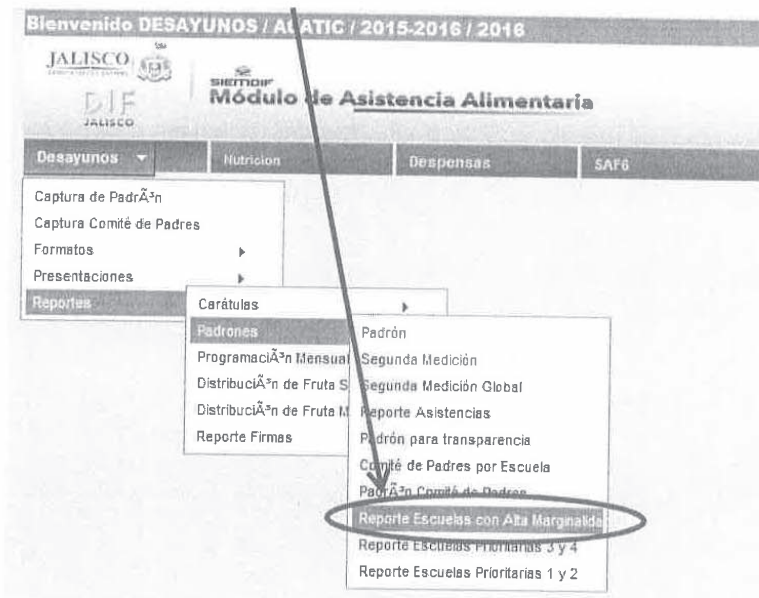 Bienvenido DESAYUNOS / ACATIC / 2015-2016 / 2016
JALISCO
DIF
JALISCO
SIEMDIF
Módulo de Asistencia Alimentaria
Desayunos Nutricion Despensas SAF6
Captura de PadrÃ³n
Captura Comité de Padres
Formatos
Presentaciones
Reportes
Carátulas
Padrones
ProgramaciÃ³n Mensual
DistribuciÃ³n de Fruta S
DistribuciÃ³n de Fruta M
Reporte Firmas
Padrón
Segunda Medición
Segunda Medición Global
Reporte Asistencias
Padrón para transparencia
Comité de Padres por Escuela
PadrÃ³n Comité de Padres
Reporte Escuelas con Alta Marginalidad
Reporte Escuelas Prioritarias 3 y 4
Reporte Escuelas Prioritarias 1 y 2